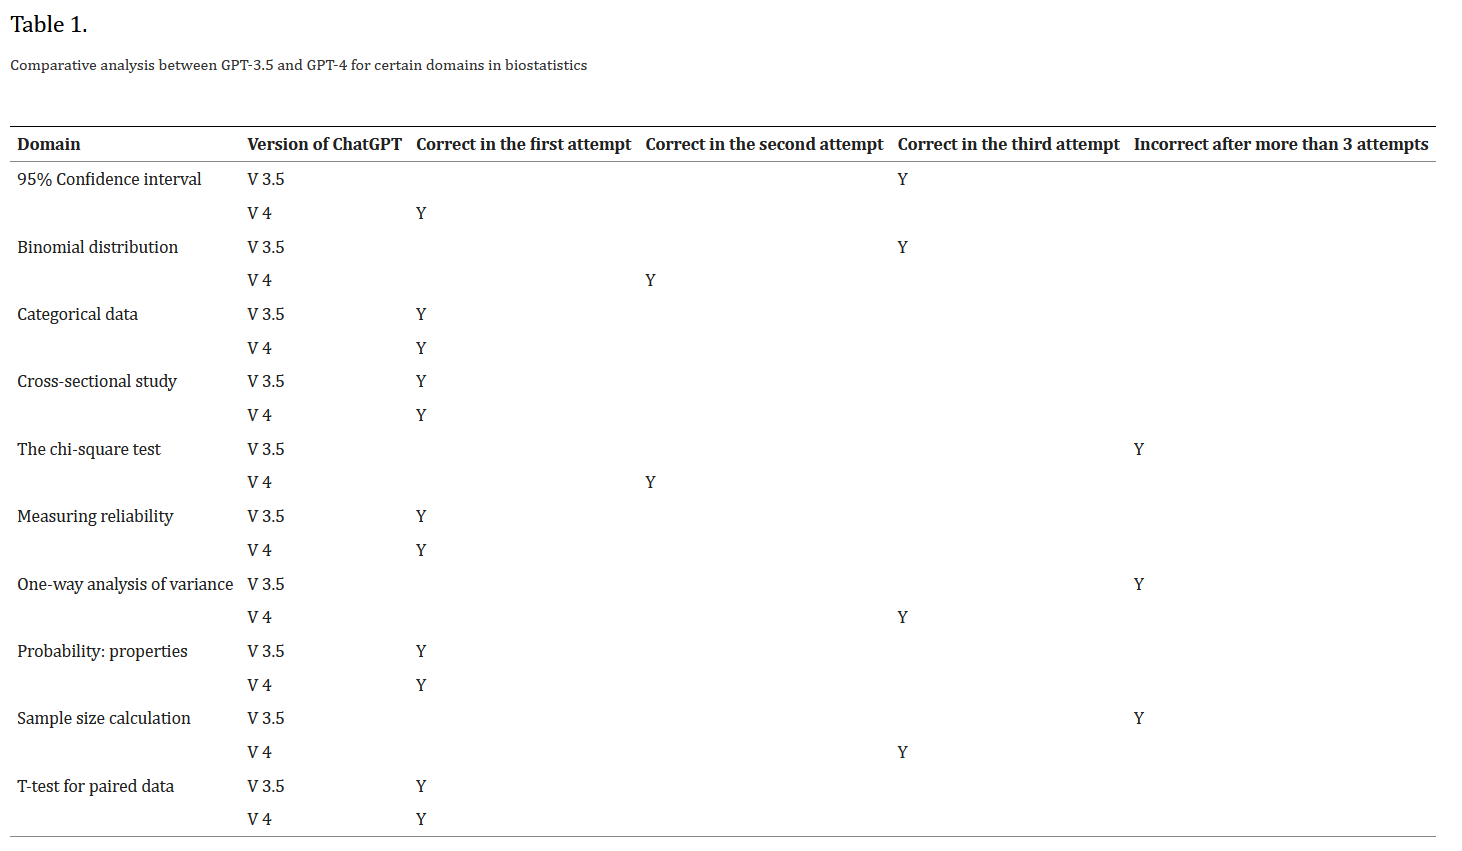 Table 1.
Comparative analysis between GPT-3.5 and GPT-4 for certain domains in biostatistics
Domain Version of ChatGPT Correct in the first attempt Correct in the second attempt Correct in the third attempt Incorrect after more than 3 attempts
95% Confidence interval V 3.5 Y
V 4 Y
Binomial distribution V 3.5 Y
V 4 Y
Categorical data V 3.5 Y
V 4 Y
Cross-sectional study V 3.5 Y
V 4 Y
The chi-square test V 3.5 Y
V 4 Y
Measuring reliability V 3.5 Y
V 4 Y
One-way analysis of variance V 3.5 Y
V 4 Y
Probability: properties V 3.5 Y
V 4 Y
Sample size calculation V 3.5 Y
V 4 Y
T-test for paired data V 3.5 Y
V 4 Y